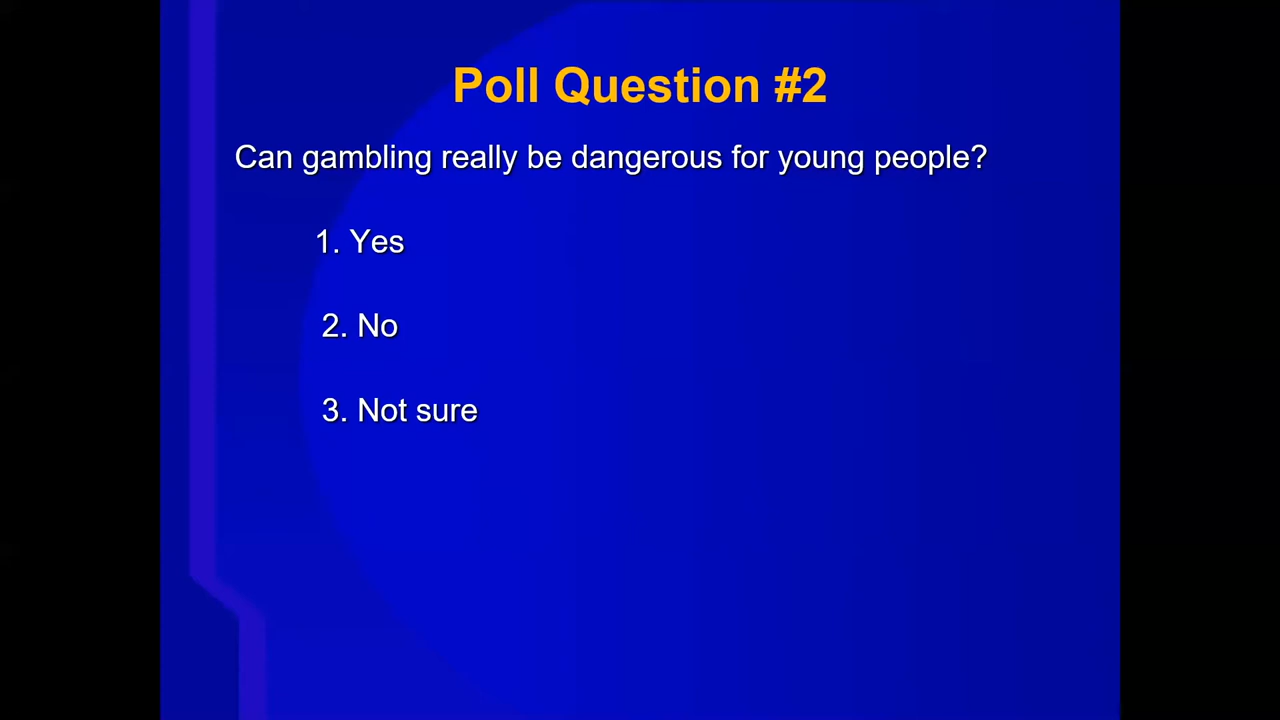 Poll Question #2
Can gambling really be dangerous for young people?
1. Yes
2. No
3. Not sure